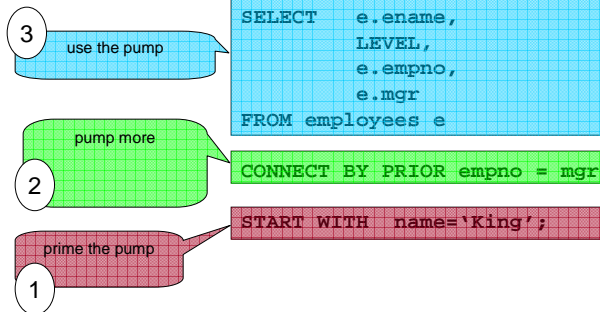 3
use the pump
SELECT e.ename,
LEVEL,
e.empno,
e.mgr
FROM employees e
pump more
2
CONNECT BY PRIOR empno = mgr
prime the pump
1
START WITH name=‘King’;